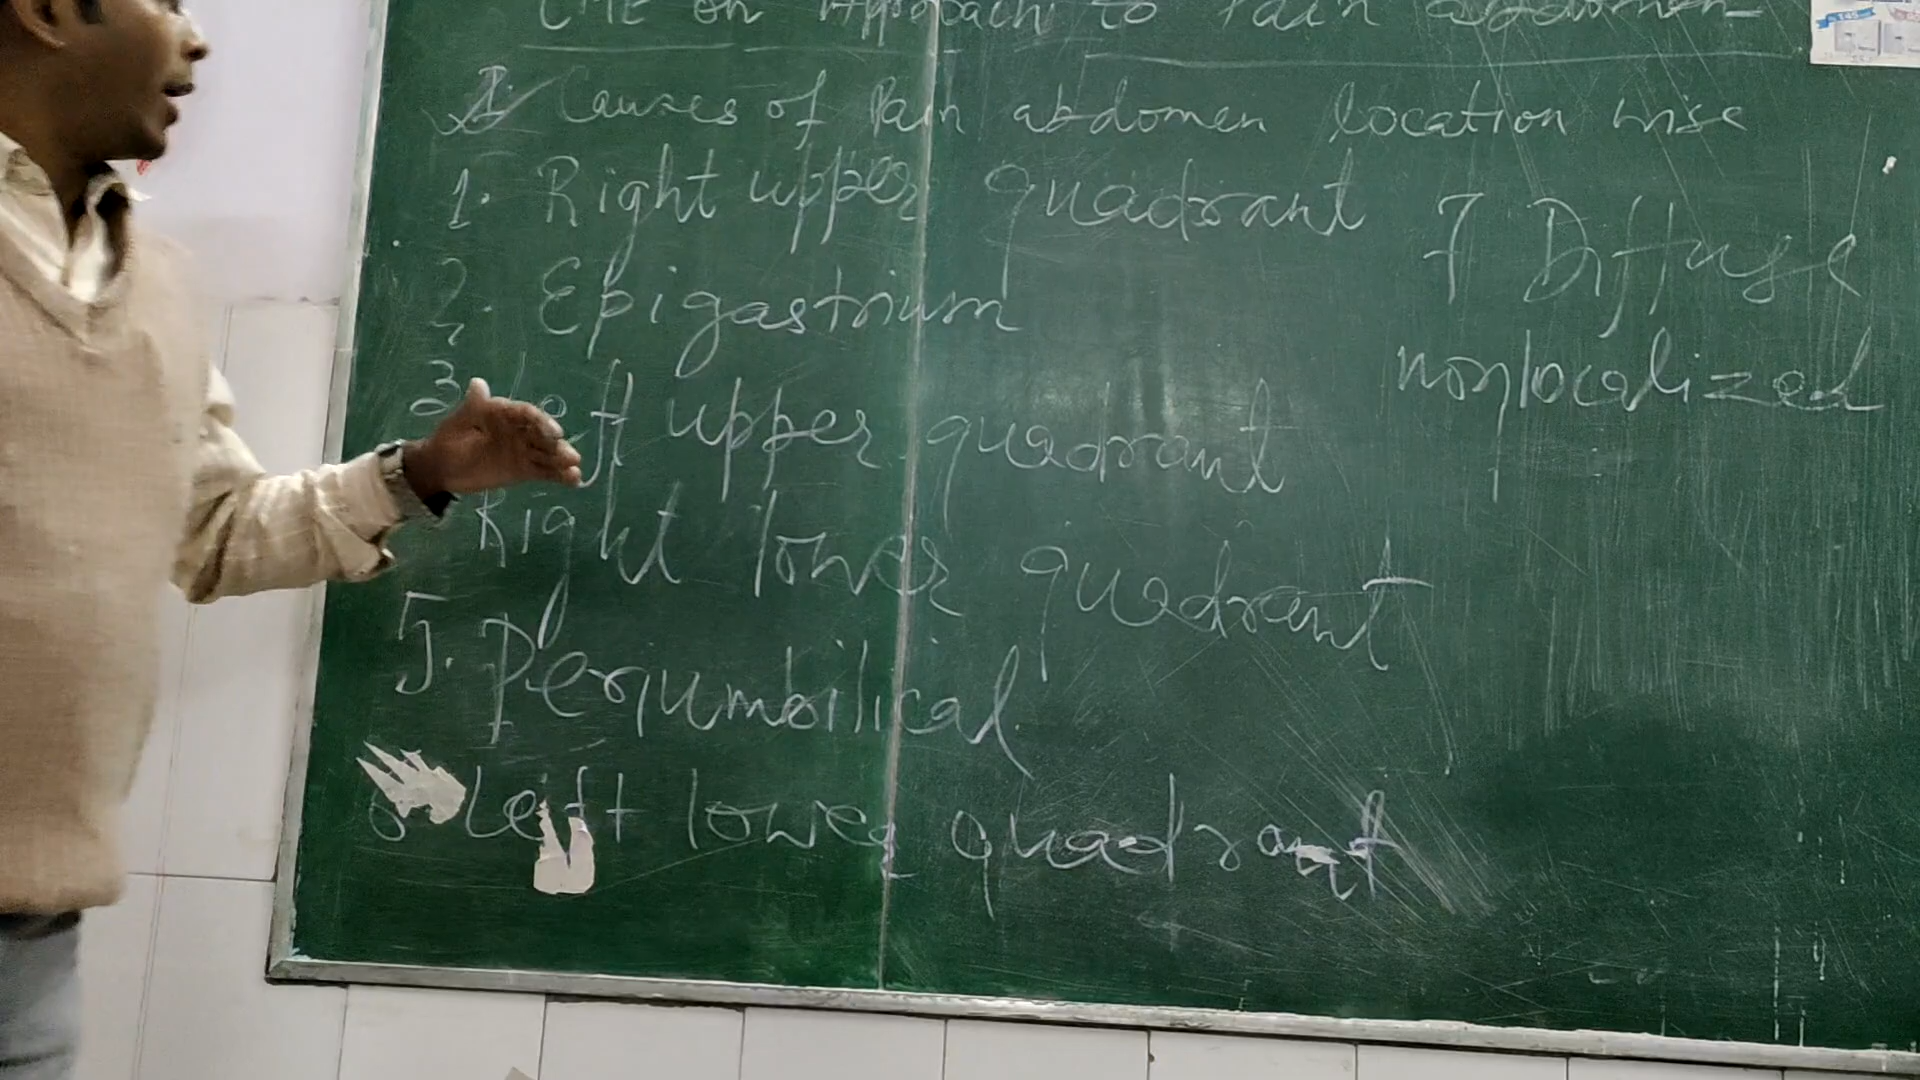 CME on Approach to Pain abdomen
I. Causes of Pain abdomen location wise
1. Right upper quadrant
2. Epigastrium
3 Left upper quadrant
Right lower quadrant
5. Periumbilical
6 Left lower quadrant
7 Diffuse
nonlocalized